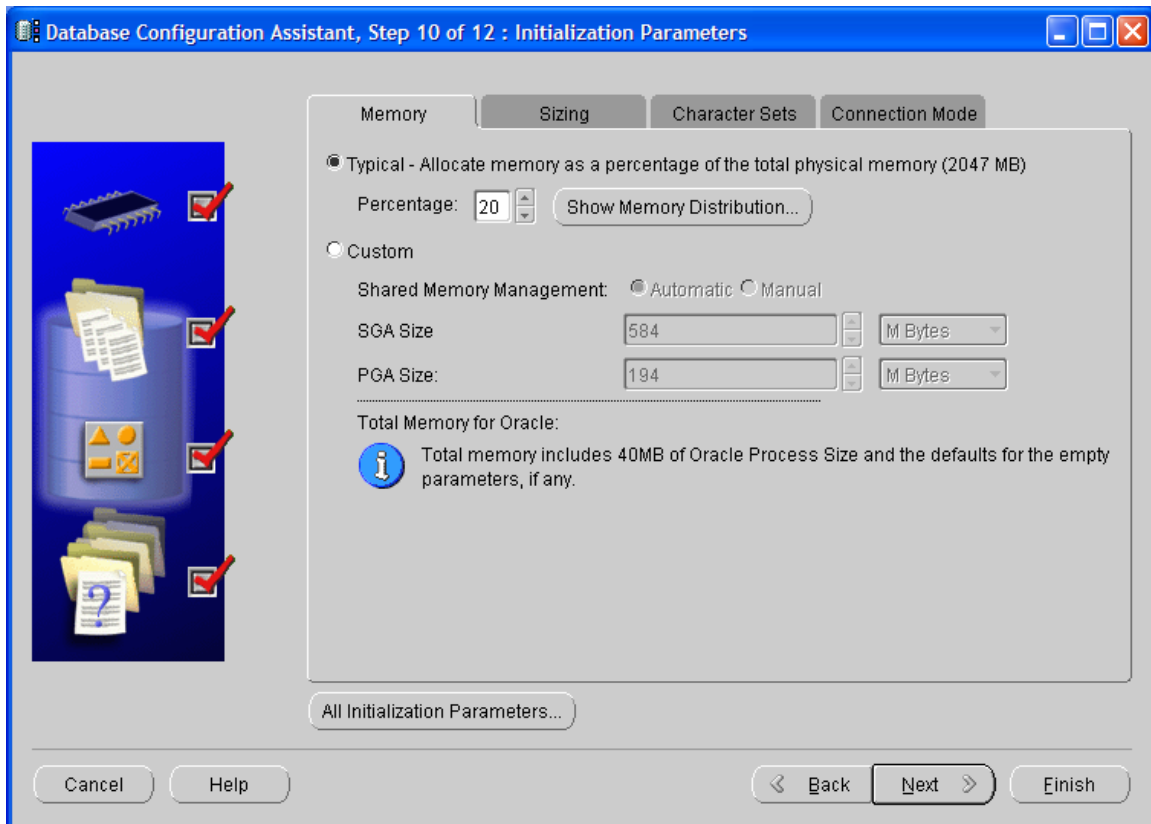 Database Configuration Assistant, Step 10 of 12 : Initialization Parameters
Memory
Sizing
Character Sets
Connection Mode
Typical - Allocate memory as a percentage of the total physical memory (2047 MB)
Percentage: 20 Show Memory Distribution...
Custom
Shared Memory Management: Automatic Manual
SGA Size 584 M Bytes
PGA Size: 194 M Bytes
Total Memory for Oracle:
Total memory includes 40MB of Oracle Process Size and the defaults for the empty
parameters, if any.
?
All Initialization Parameters...
Cancel Help Back Next Finish